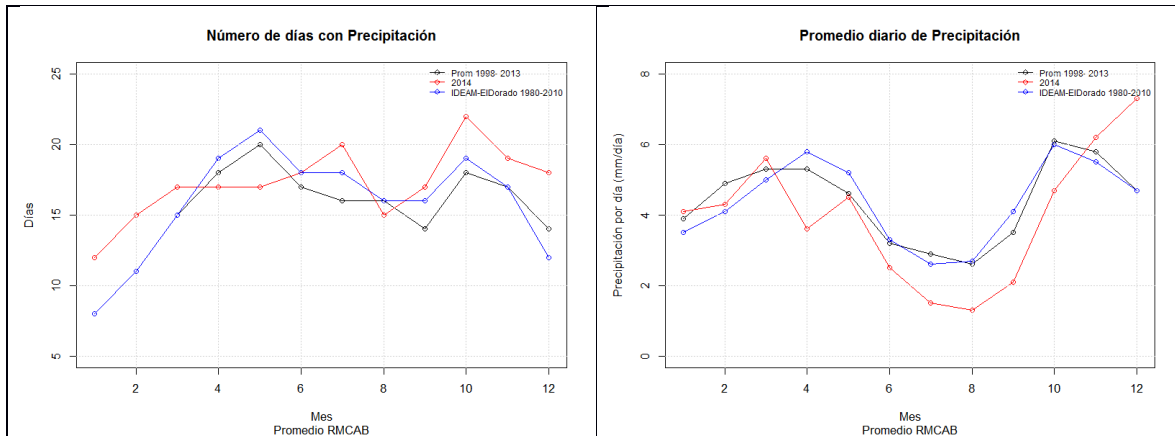 Número de días con Precipitación
Prom 1998- 2013
2014
IDEAM-ElDorado 1980-2010
25
20
15
10
5
Días
2 4 6 8 10 12
Mes
Promedio RMCAB
Promedio diario de Precipitación
Prom 1998- 2013
2014
IDEAM-ElDorado 1980-2010
8
6
4
2
0
Precipitación por día (mm/día)
2 4 6 8 10 12
Mes
Promedio RMCAB